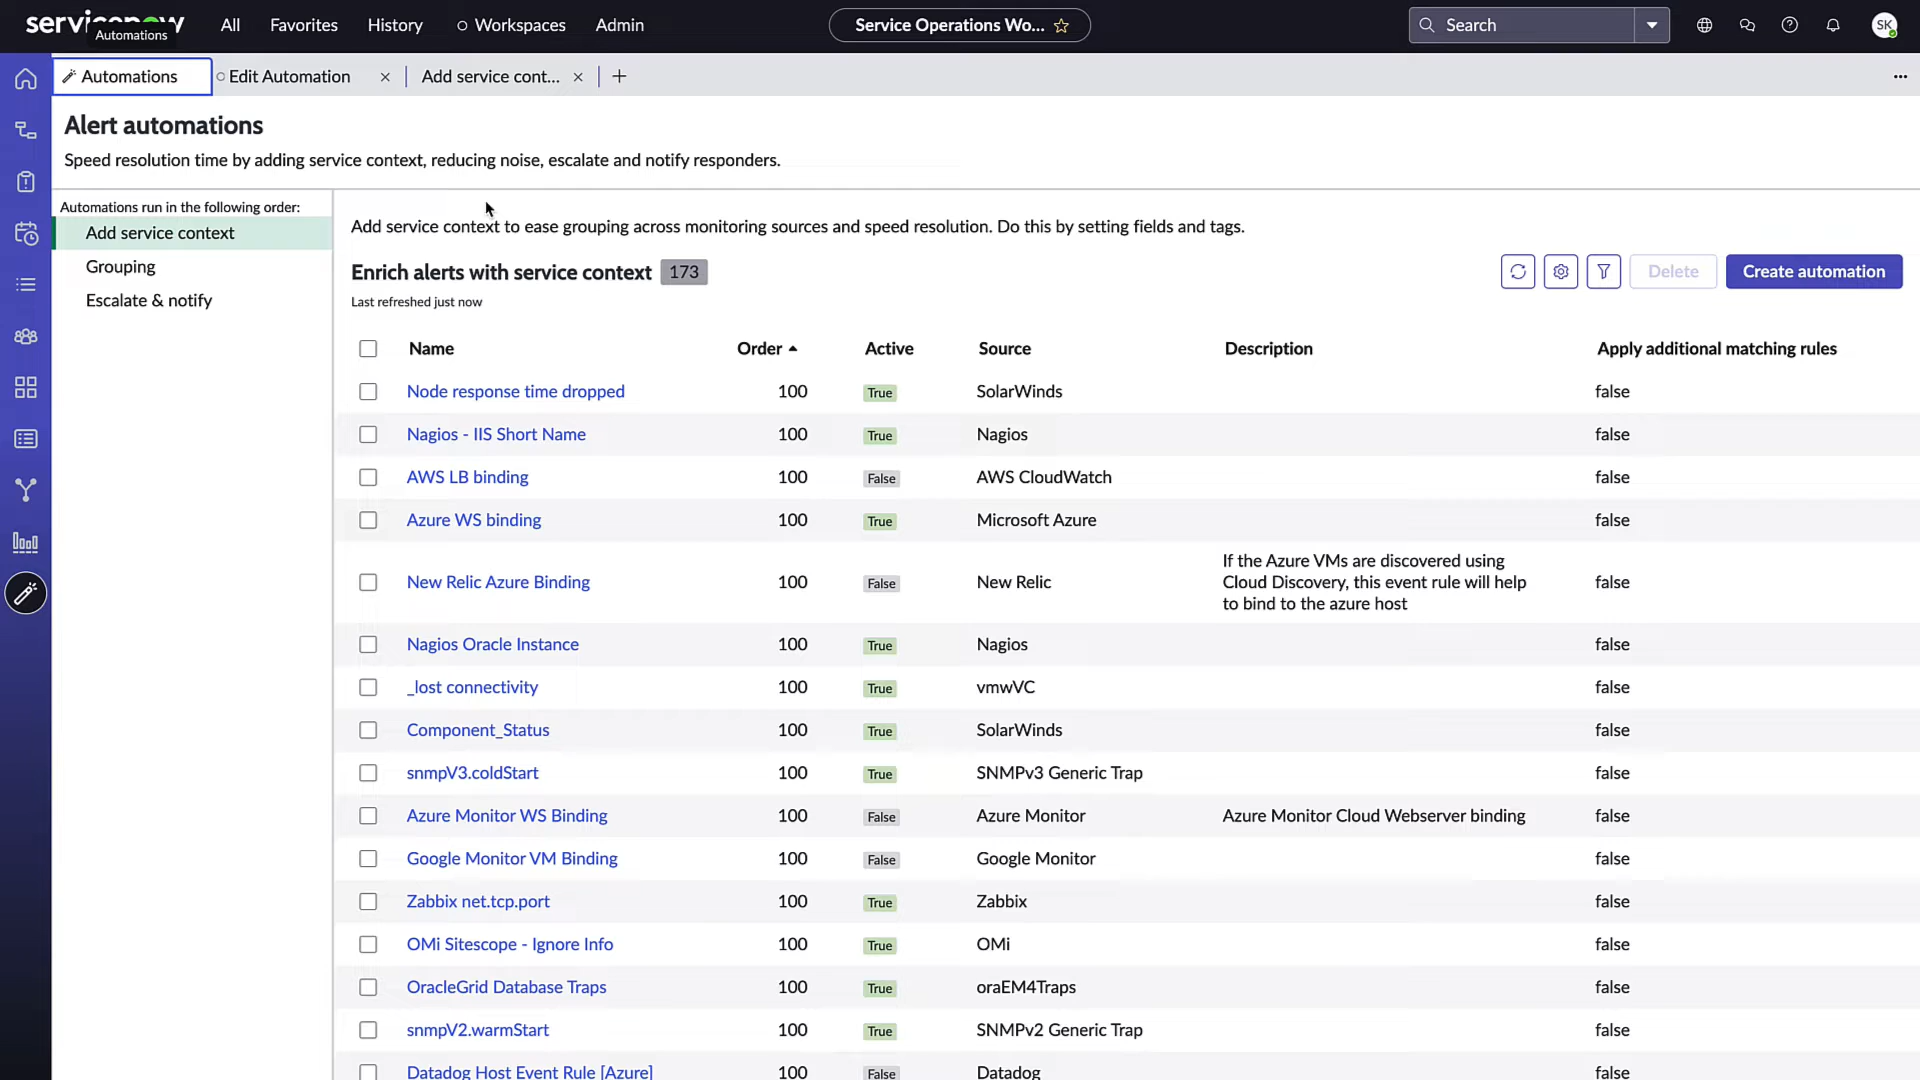 servicenow
Automations
All
Favorites
History
Workspaces
Admin
Service Operations Wo...
Search
SK
Automations
Edit Automation
Add service cont...
Alert automations
Speed resolution time by adding service context, reducing noise, escalate and notify responders.
Automations run in the following order:
Add service context
Grouping
Escalate & notify
Add service context to ease grouping across monitoring sources and speed resolution. Do this by setting fields and tags.
Enrich alerts with service context 173
Last refreshed just now
Delete
Create automation
Name Order Active Source Description Apply additional matching rules
Node response time dropped 100 True SolarWinds false
Nagios - IIS Short Name 100 True Nagios false
AWS LB binding 100 False AWS CloudWatch false
Azure WS binding 100 True Microsoft Azure false
New Relic Azure Binding 100 False New Relic If the Azure VMs are discovered using
Cloud Discovery, this event rule will help
to bind to the azure host
false
Nagios Oracle Instance 100 True Nagios false
_lost connectivity 100 True vmwVC false
Component_Status 100 True SolarWinds false
snmpV3.coldStart 100 True SNMPv3 Generic Trap false
Azure Monitor WS Binding 100 False Azure Monitor Azure Monitor Cloud Webserver binding false
Google Monitor VM Binding 100 False Google Monitor false
Zabbix net.tcp.port 100 True Zabbix false
OMi Sitescope - Ignore Info 100 True OMi false
OracleGrid Database Traps 100 True oraEM4Traps false
snmpV2.warmStart 100 True SNMPv2 Generic Trap false
Datadog Host Event Rule [Azure] 100 False Datadog false